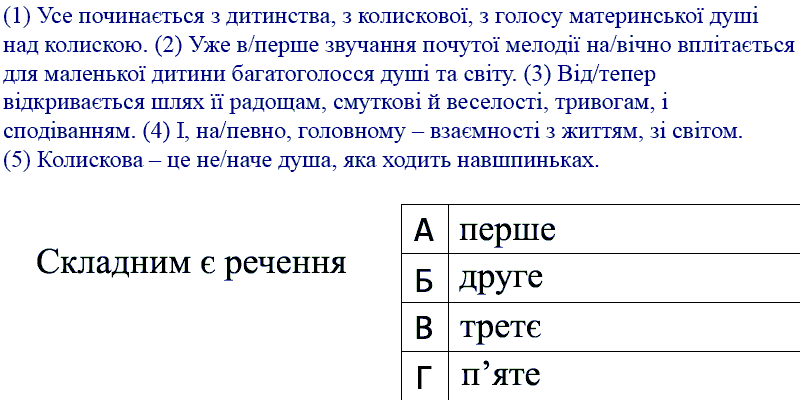 (1) Усе починається з дитинства, з колискової, з голосу материнської душі
над колискою. (2) Уже в/перше звучання почутої мелодії на/вічно вплітається
для маленької дитини багатоголосся душі та світу. (3) Від/тепер
відкривається шлях її радощам, смуткові й веселості, тривогам, і
сподіванням. (4) І, на/певно, головному – взаємності з життям, зі світом.
(5) Колискова – це не/наче душа, яка ходить навшпиньках.
Складним є речення
А перше
Б друге
В третє
Г п’яте